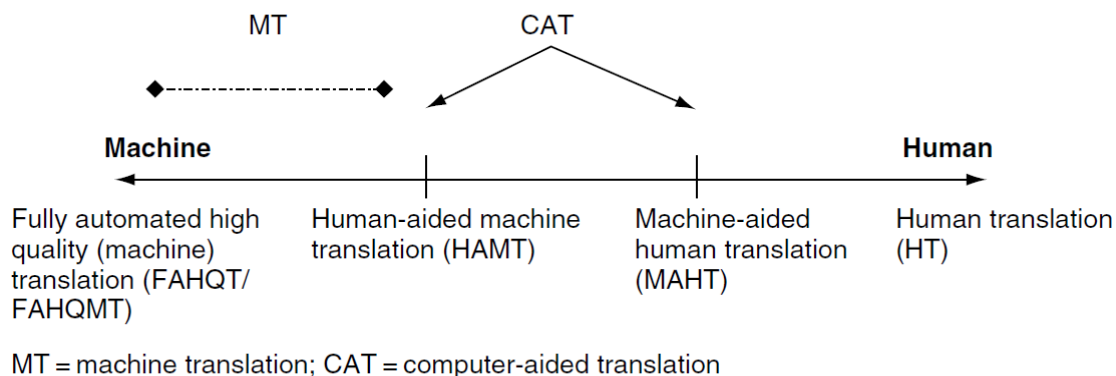 MT
CAT
Machine
Human
Fully automated high
quality (machine)
translation (FAHQT/
FAHQMT)
Human-aided machine
translation (HAMT)
Machine-aided
human translation
(MAHT)
Human translation
(HT)
MT = machine translation; CAT = computer-aided translation